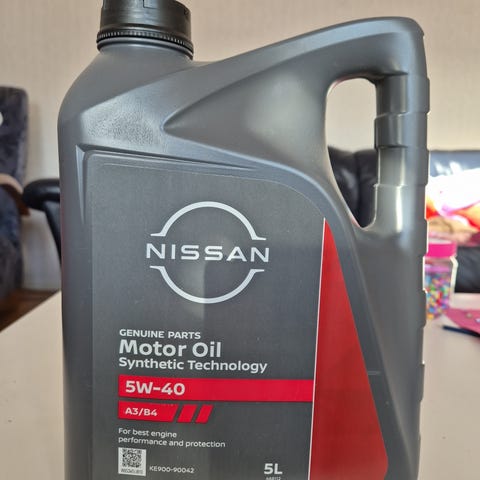 NISSAN
GENUINE PARTS
Motor Oil
Synthetic Technology
5W-40
A3/B4
For best engine
performance and protection
KE900-90042
5L